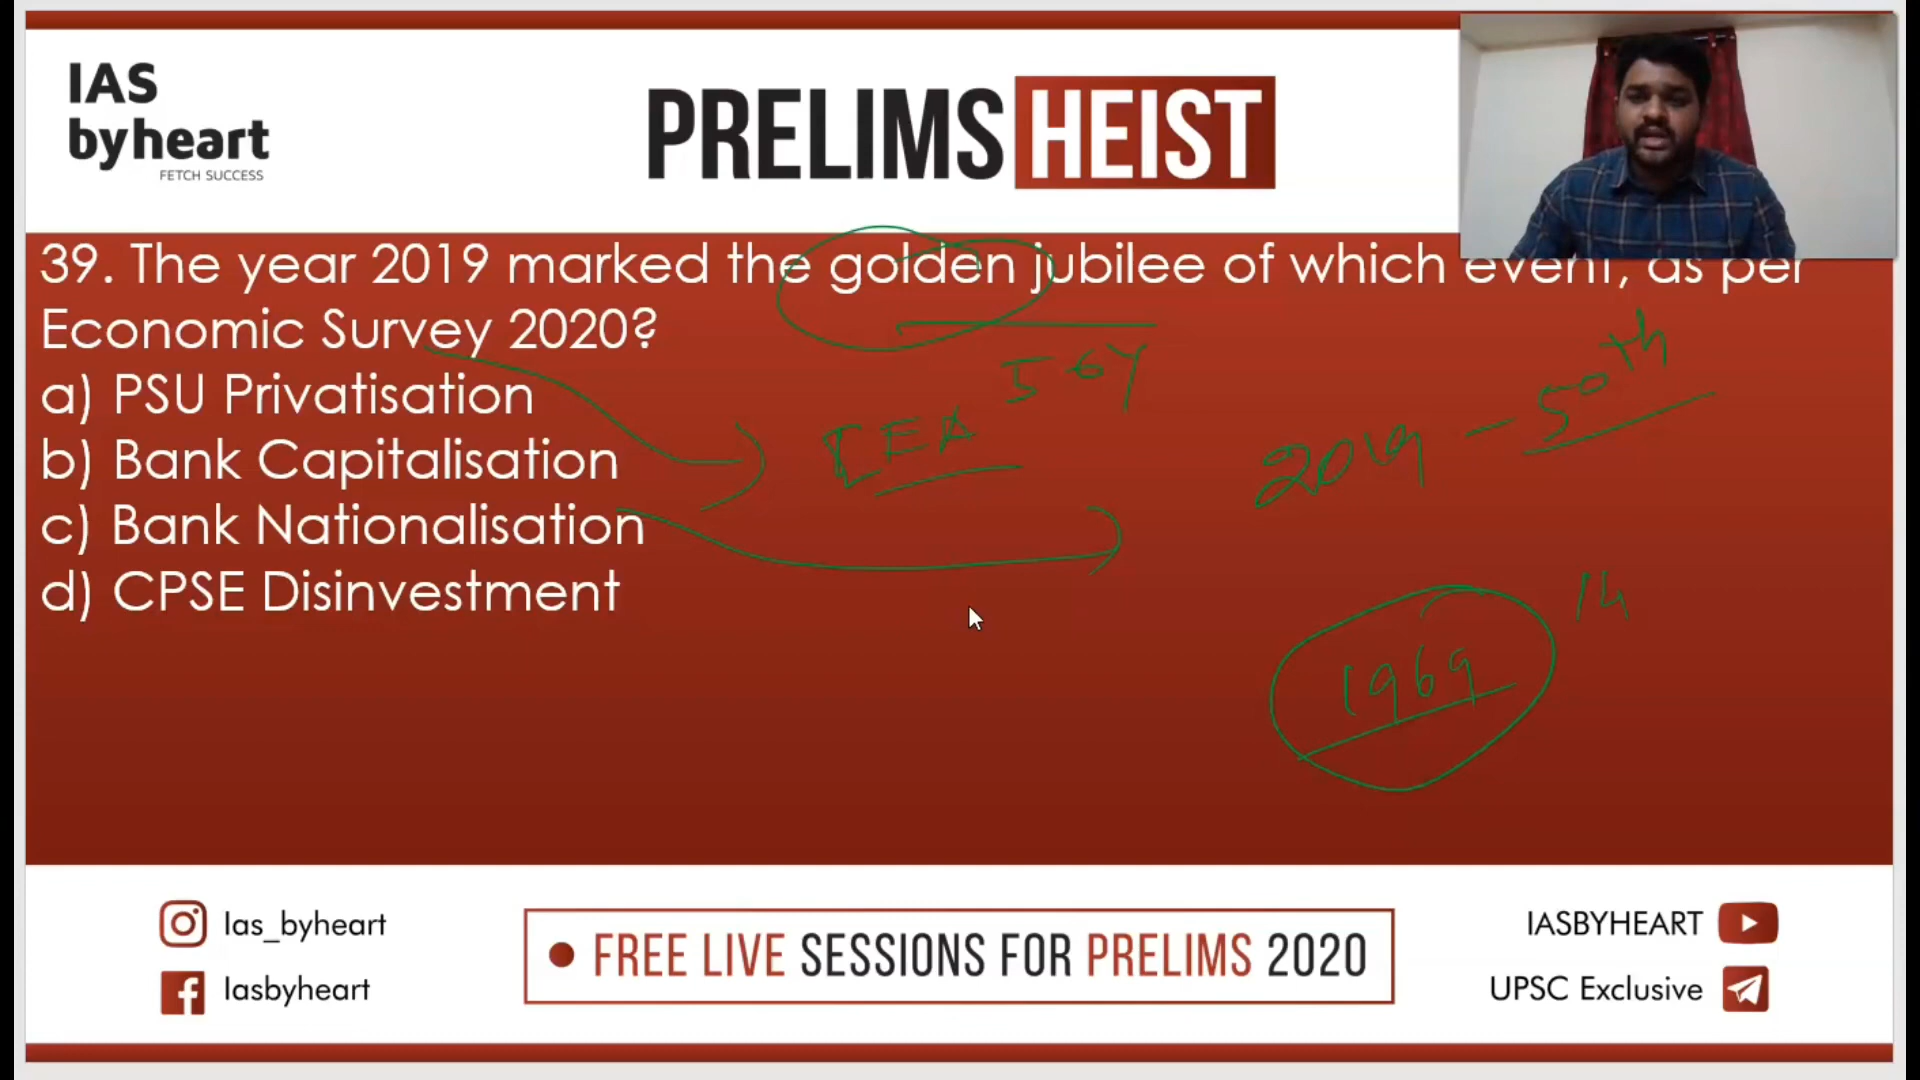 IAS
byheart
FETCH SUCCESS
PRELIMS HEIST
39. The year 2019 marked the golden jubilee of which event, as per
Economic Survey 2020?
a) PSU Privatisation
b) Bank Capitalisation
c) Bank Nationalisation
d) CPSE Disinvestment
2019 - 50th
1969
14
Ias_byheart
Iasbyheart
FREE LIVE SESSIONS FOR PRELIMS 2020
IASBYHEART
UPSC Exclusive